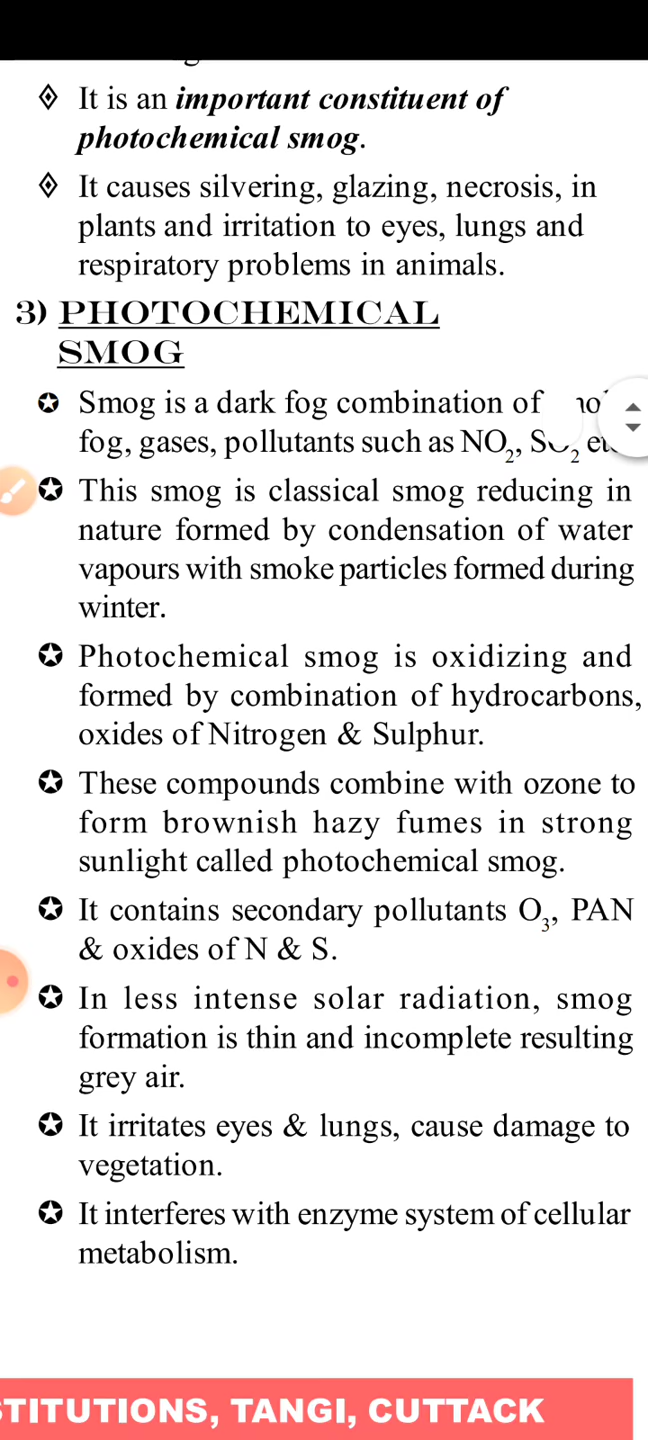 It is an important constituent of
photochemical smog.
It causes silvering, glazing, necrosis, in
plants and irritation to eyes, lungs and
respiratory problems in animals.
3) PHOTOCHEMICAL
SMOG
Smog is a dark fog combination of
fog, gases, pollutants such as NO₂,
This smog is classical smog reducing in
nature formed by condensation of water
vapours with smoke particles formed during
winter.
Photochemical smog is oxidizing and
formed by combination of hydrocarbons,
oxides of Nitrogen & Sulphur.
These compounds combine with ozone to
form brownish hazy fumes in strong
sunlight called photochemical smog.
It contains secondary pollutants O₃, PAN
& oxides of N & S.
In less intense solar radiation, smog
formation is thin and incomplete resulting
grey air.
It irritates eyes & lungs, cause damage to
vegetation.
It interferes with enzyme system of cellular
metabolism.
STITUTIONS, TANGI, CUTTACK